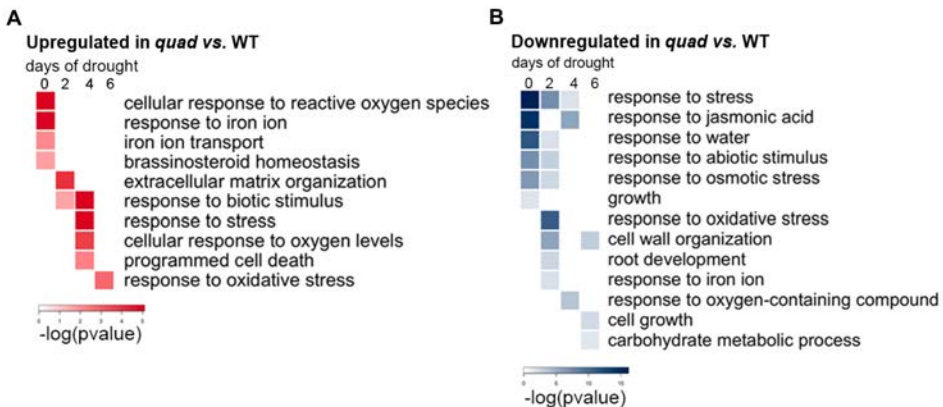 A
Upregulated in quad vs. WT
days of drought
0 2 4 6
cellular response to reactive oxygen species
response to iron ion
iron ion transport
brassinosteroid homeostasis
extracellular matrix organization
response to biotic stimulus
response to stress
cellular response to oxygen levels
programmed cell death
response to oxidative stress
-log(pvalue)
B
Downregulated in quad vs. WT
days of drought
0 2 4 6
response to stress
response to jasmonic acid
response to water
response to abiotic stimulus
response to osmotic stress
growth
response to oxidative stress
cell wall organization
root development
response to iron ion
response to oxygen-containing compound
cell growth
carbohydrate metabolic process
-log(pvalue)